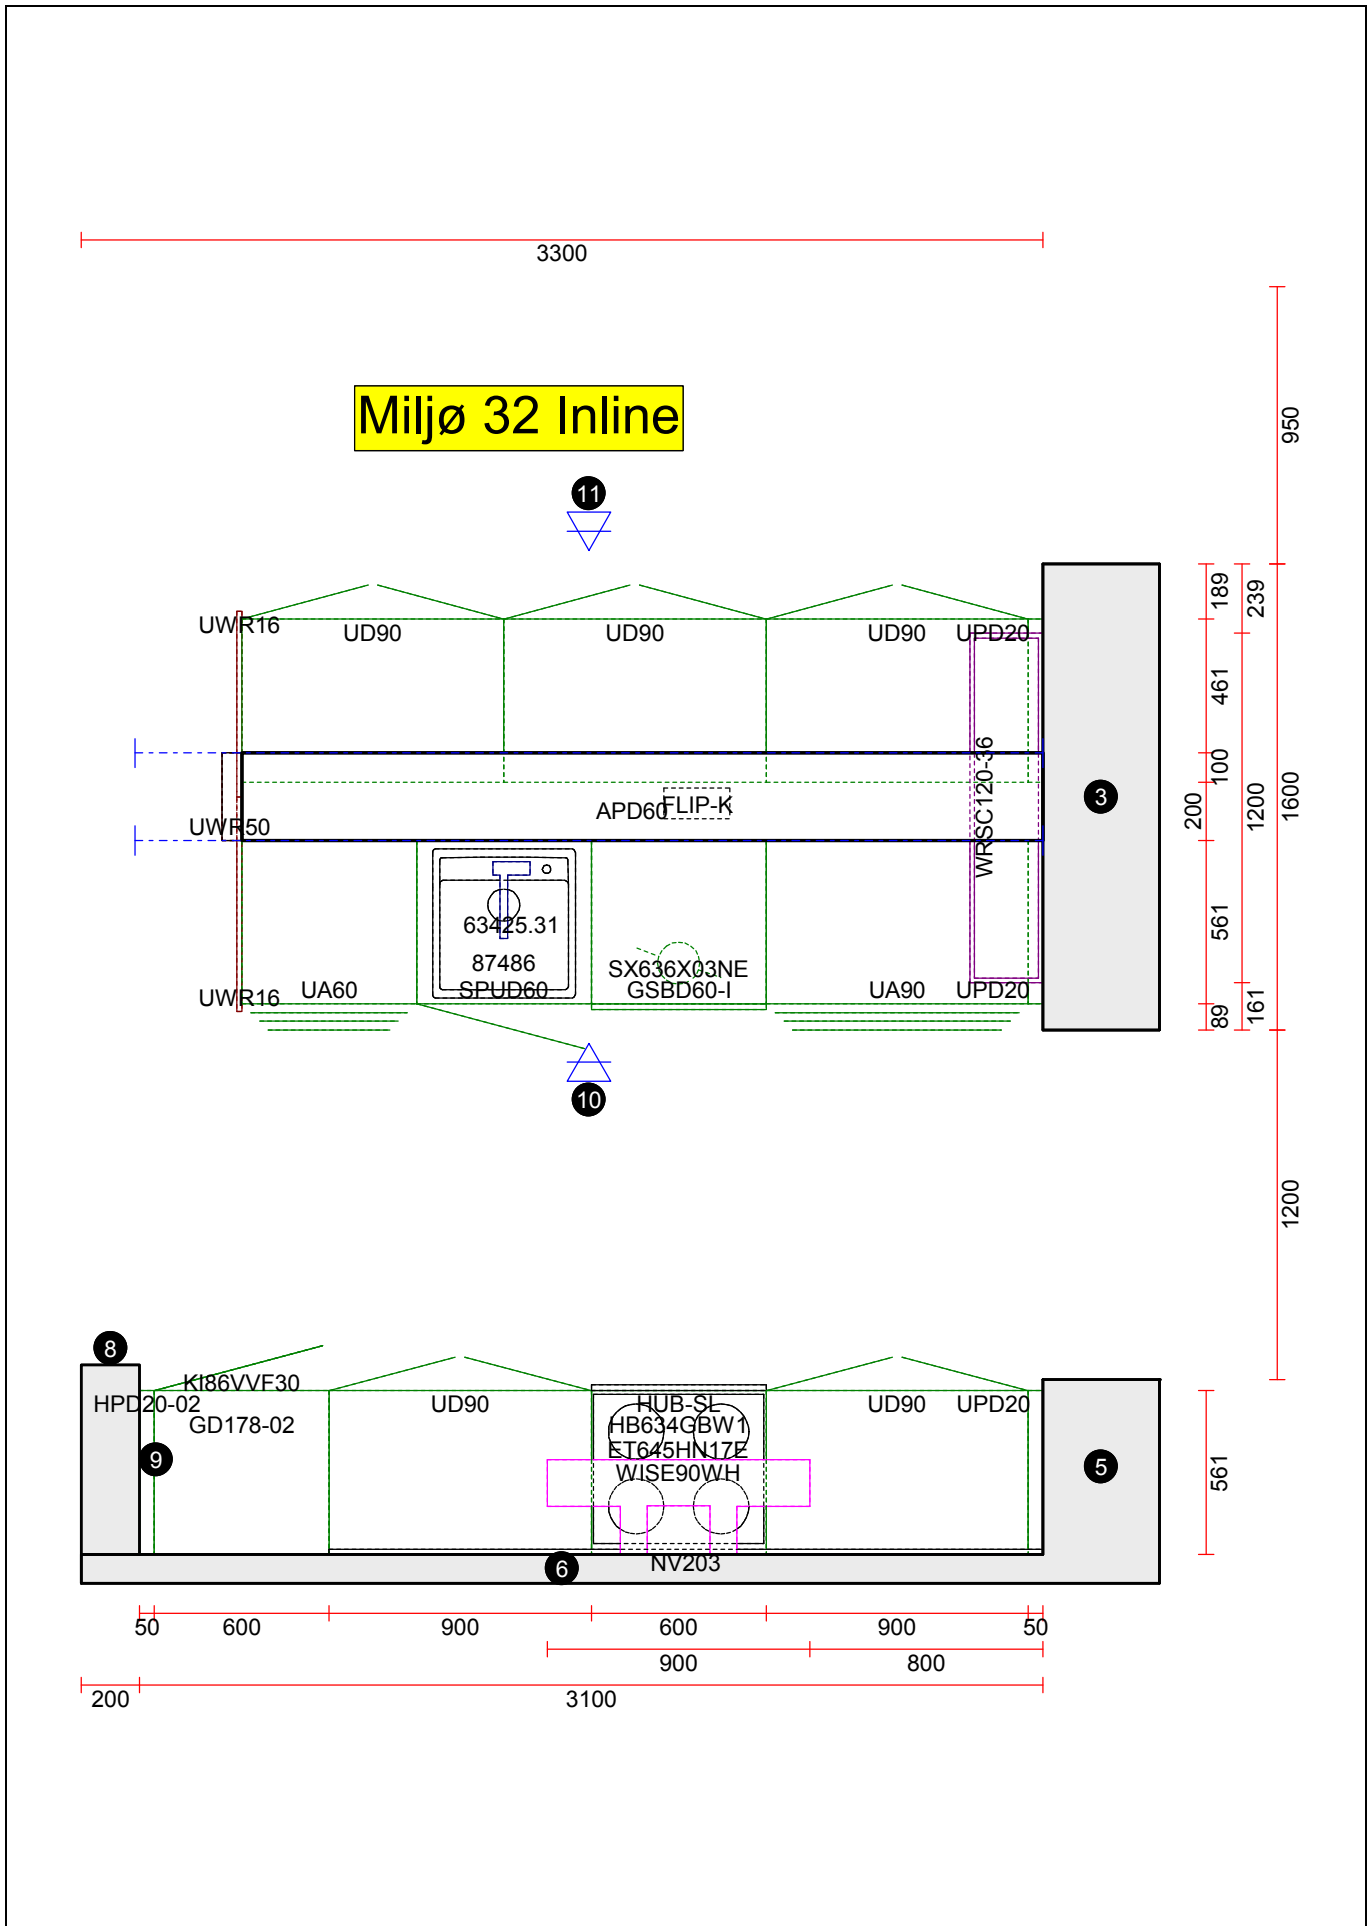 3300
950
Miljø 32 Inline
11
189
239
UWR16
UD90
UD90
UD90
UPD20
461
100
1600
1200
200
WRSC120-36
3
FLIP-K
APD60
UWR50
63425.31
87486
SX636X03NE
561
UWR16
UA60
SPUD60
GSBD60-I
UA90
UPD20
89
161
10
1200
8
KI86VVF30
HPD20-02
GD178-02
UD90
HUB-SL
HB634GBW1
ET645HN17E
WISE90WH
UD90
UPD20
9
5
561
6
NV203
50
600
900
600
900
50
900
800
200
3100